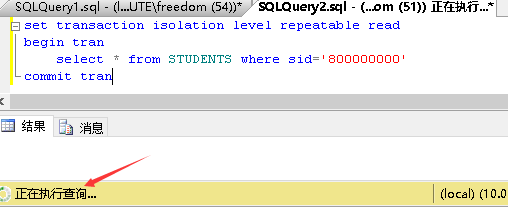 SQLQuery1.sql - (l...UTE\freedom (54))*
SQLQuery2.sql - (...om (51)) 正在执行...*
set transaction isolation level repeatable read
begin tran
select * from STUDENTS where sid='800000000'
commit tran
结果
消息
正在执行查询...
(local) (10.0